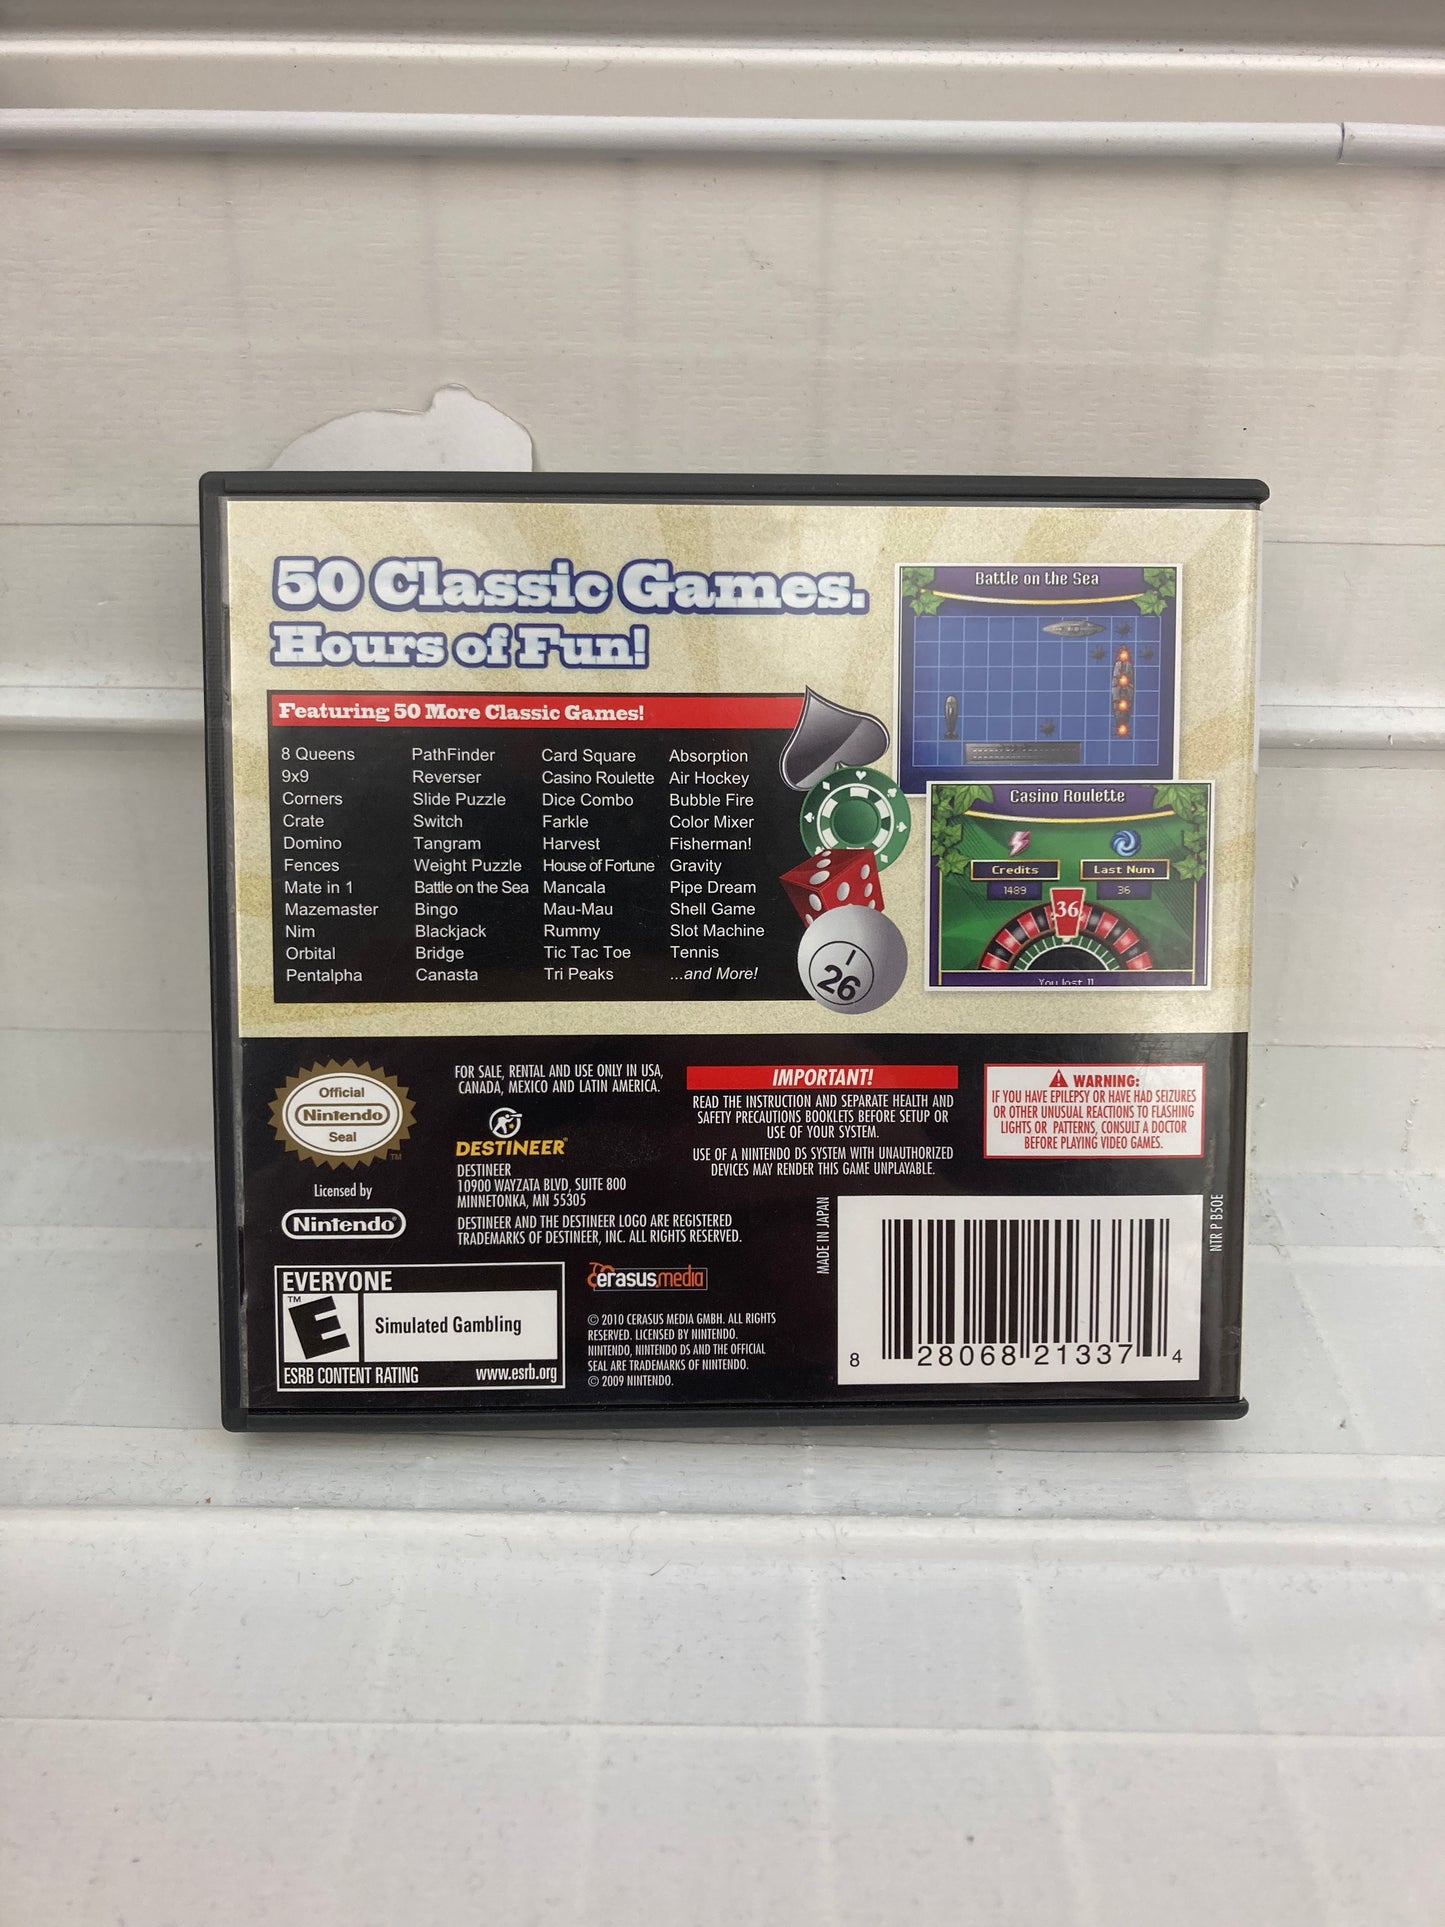 50 Classic Games.
Hours of Fun!
Featuring 50 More Classic Games!
8 Queens
9x9
Corners
Crate
Domino
Fences
Mate in 1
Mazemaster
Nim
Orbital
Pentalpha
PathFinder
Reverser
Slide Puzzle
Switch
Tangram
Weight Puzzle
Battle on the Sea
Bingo
Blackjack
Bridge
Canasta
Card Square
Casino Roulette
Dice Combo
Farkle
Harvest
House of Fortune
Mancala
Mau-Mau
Rummy
Tic Tac Toe
Tri Peaks
Absorption
Air Hockey
Bubble Fire
Color Mixer
Fisherman!
Gravity
Pipe Dream
Shell Game
Slot Machine
Tennis
...and More!
I
26
Battle on the Sea
Casino Roulette
Credits
Last Num
1489
36
36
You lost 11
Official
Nintendo
Seal
TM
Licensed by
Nintendo®
FOR SALE, RENTAL AND USE ONLY IN USA,
CANADA, MEXICO AND LATIN AMERICA.
DESTINEER®
DESTINEER
10900 WAYZATA BLVD, SUITE 800
MINNETONKA, MN 55305
DESTINEER AND THE DESTINEER LOGO ARE REGISTERED
TRADEMARKS OF DESTINEER, INC. ALL RIGHTS RESERVED.
IMPORTANT!
READ THE INSTRUCTION AND SEPARATE HEALTH AND
SAFETY PRECAUTIONS BOOKLETS BEFORE SETUP OR
USE OF YOUR SYSTEM.
USE OF A NINTENDO DS SYSTEM WITH UNAUTHORIZED
DEVICES MAY RENDER THIS GAME UNPLAYABLE.
WARNING:
IF YOU HAVE EPILEPSY OR HAVE HAD SEIZURES
OR OTHER UNUSUAL REACTIONS TO FLASHING
LIGHTS OR PATTERNS, CONSULT A DOCTOR
BEFORE PLAYING VIDEO GAMES.
EVERYONE
TM
E
Simulated Gambling
ESRB CONTENT RATING
www.esrb.org
cerasus.media
© 2010 CERASUS MEDIA GMBH. ALL RIGHTS
RESERVED. LICENSED BY NINTENDO.
NINTENDO, NINTENDO DS AND THE OFFICIAL
SEAL ARE TRADEMARKS OF NINTENDO.
© 2009 NINTENDO.
MADE IN JAPAN
8 28068 21337 4
NTR P B50E